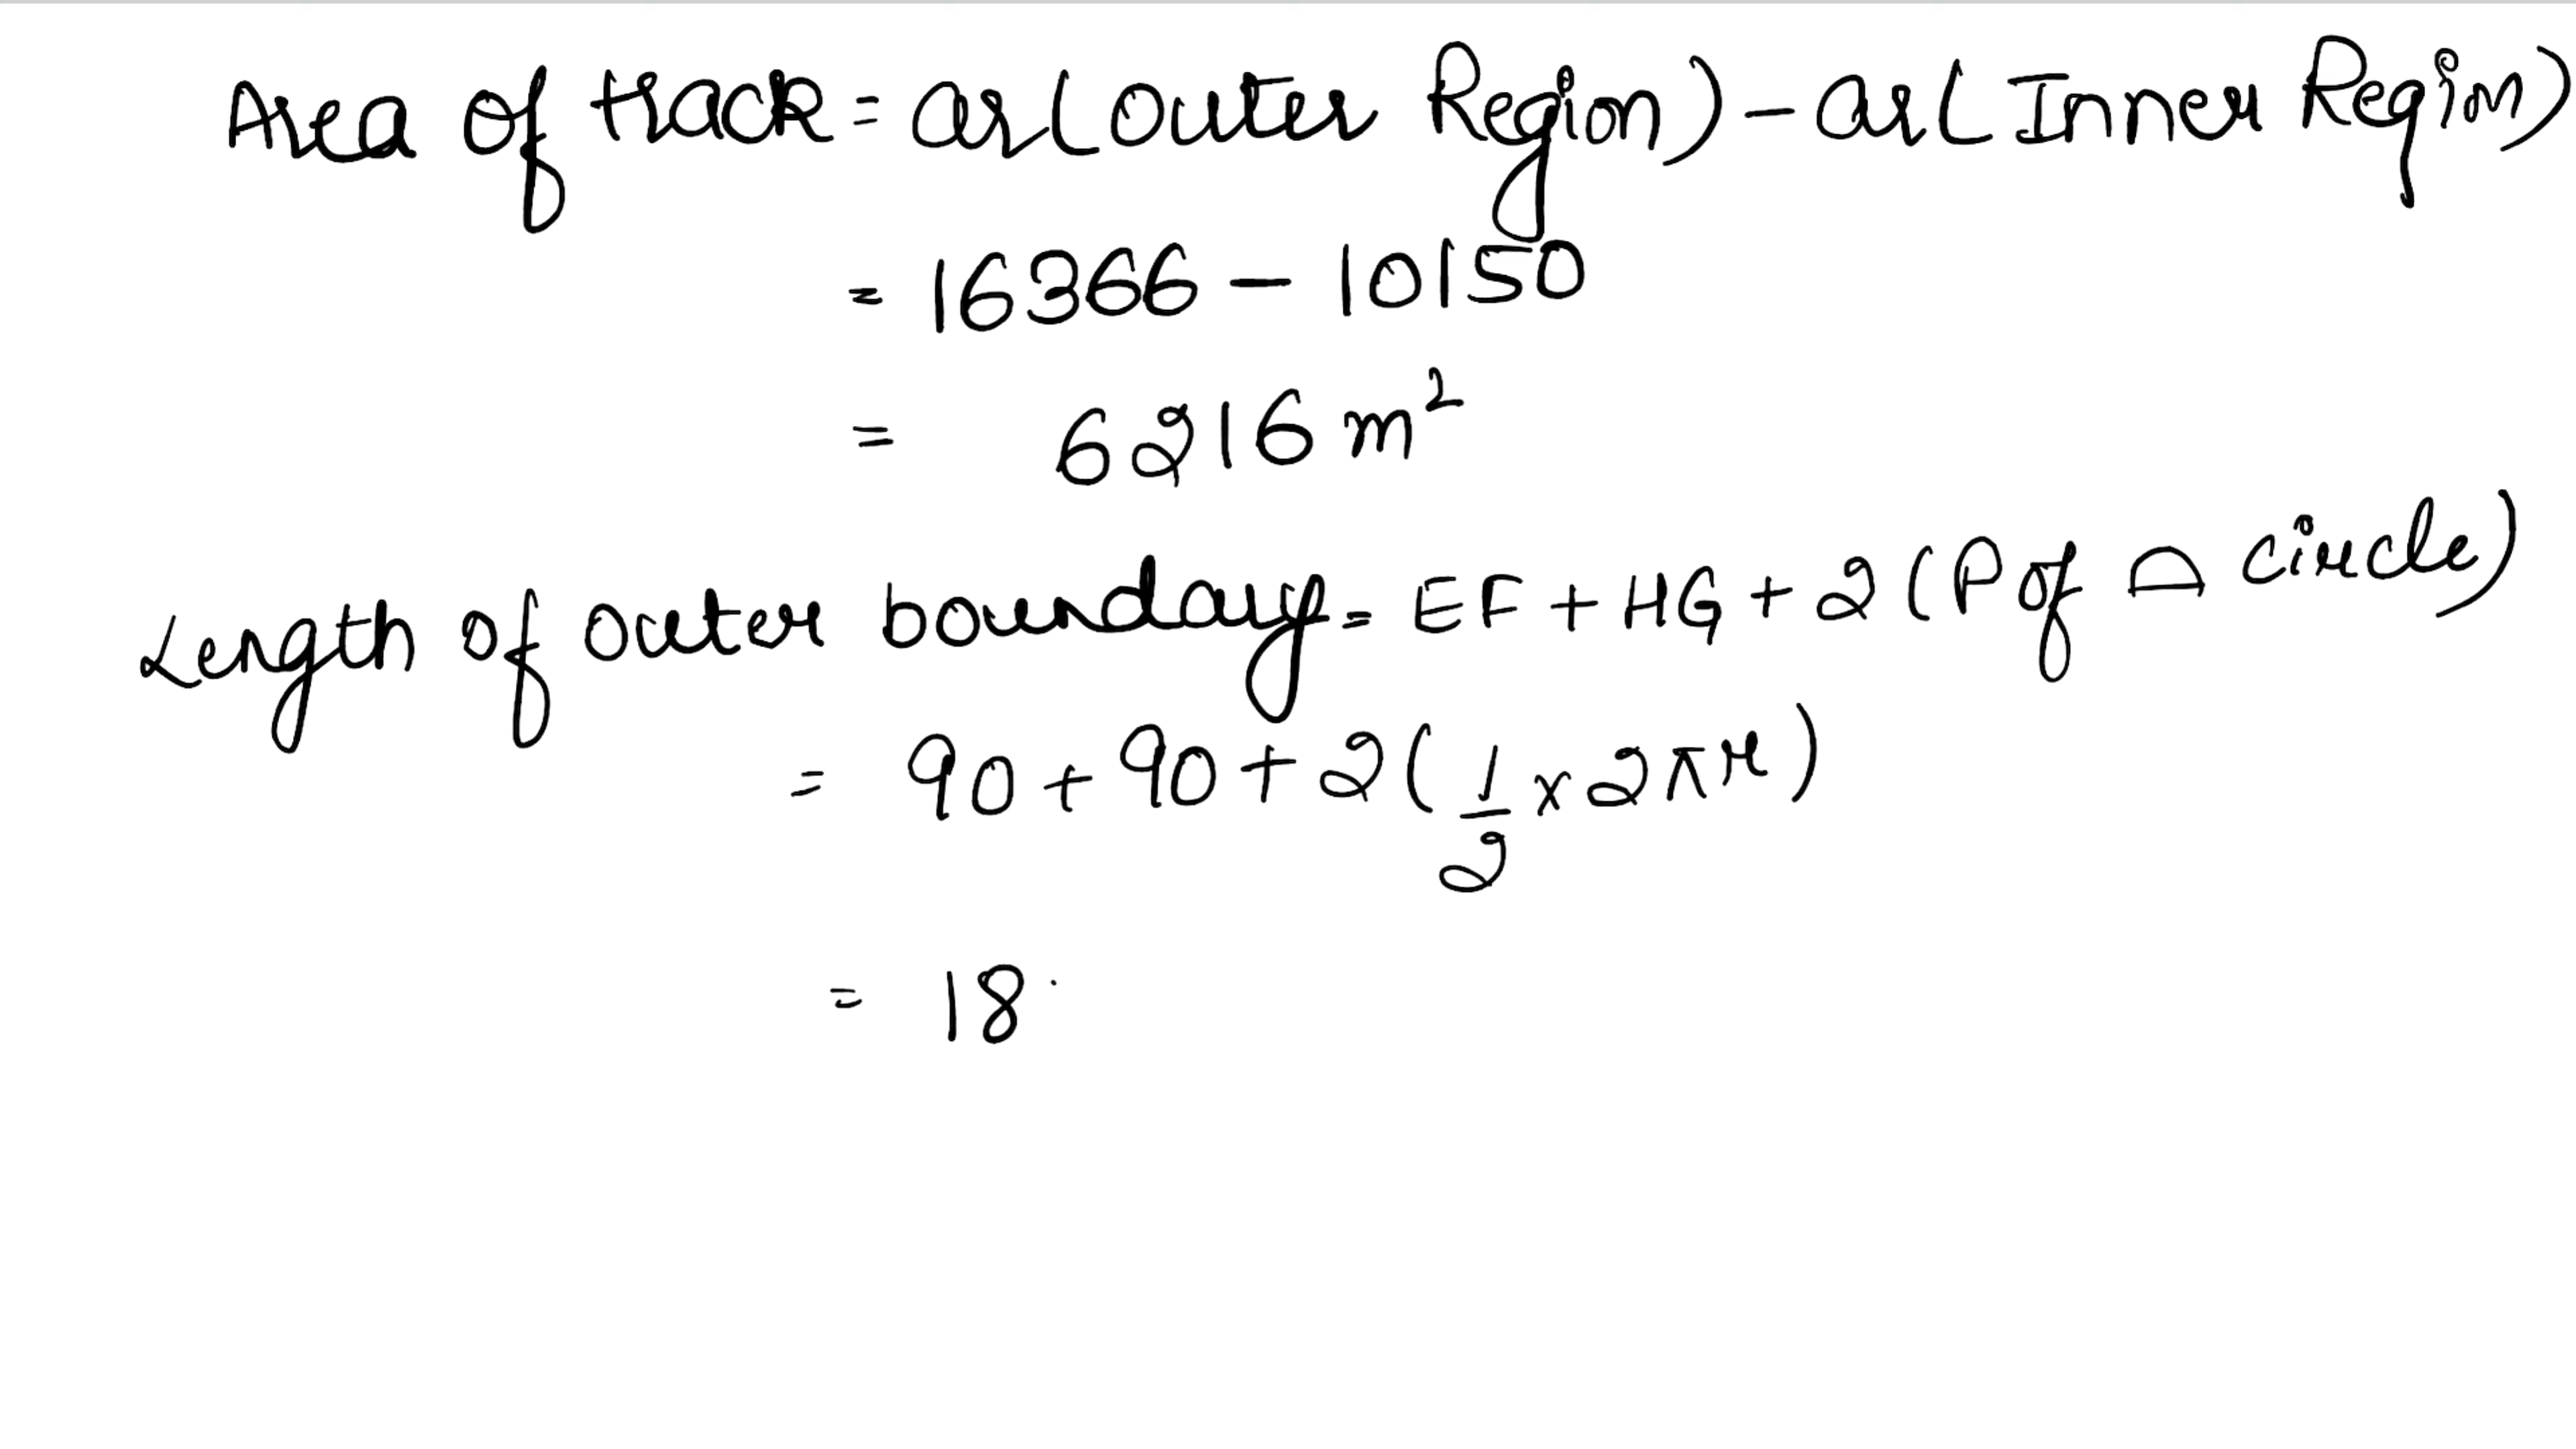 Area of track = ar(outer Region) - ar(Inner Region)
= 16366 - 10150
= 6216 m²
Length of outer boundary = EF + HG + 2(P of ⌓ circle)
= 90 + 90 + 2(1/2 x 2πr)
= 18